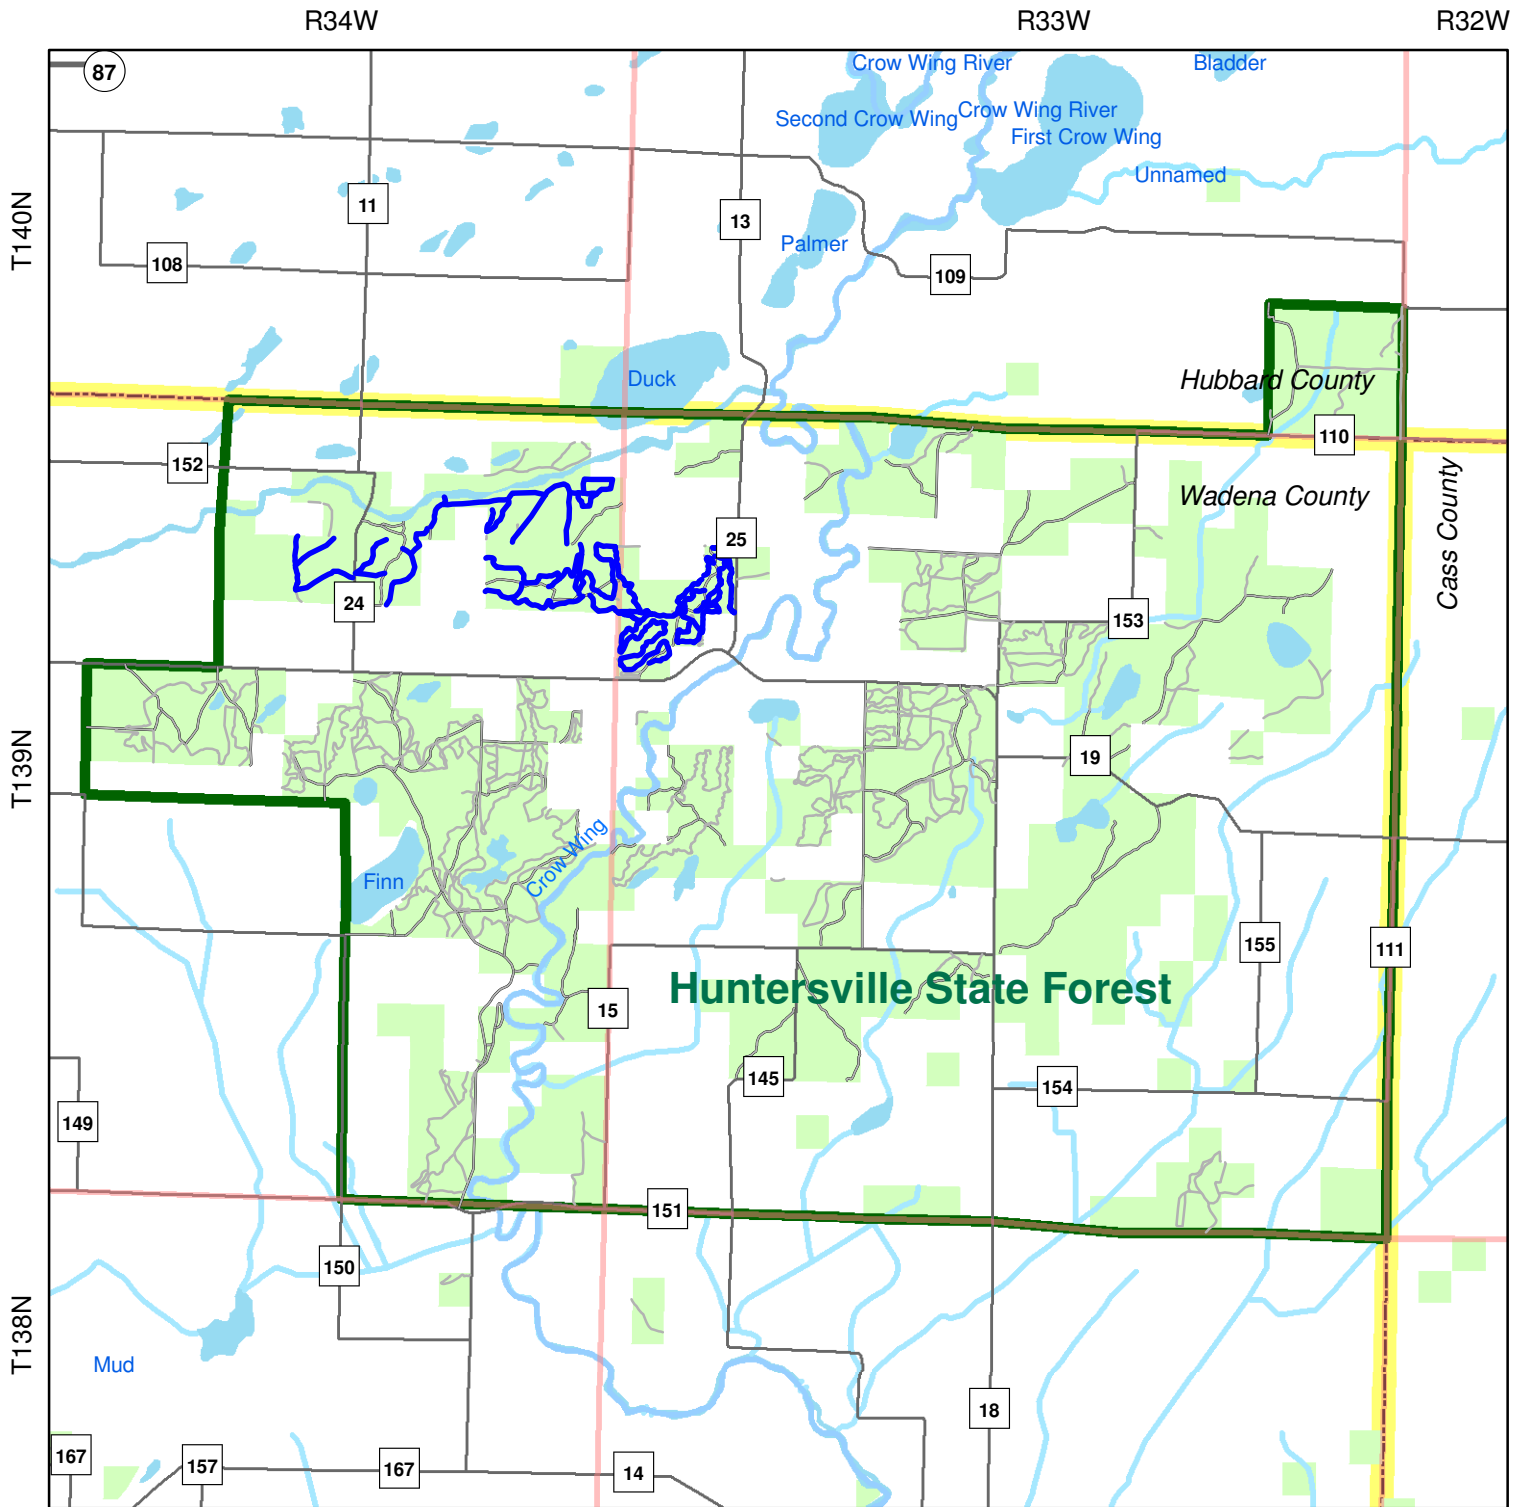 R34W
R33W
R32W
87
Crow Wing River
Bladder
Second Crow Wing
Crow Wing River
First Crow Wing
Unnamed
T140N
11
13
Palmer
108
109
Duck
Hubbard County
110
152
Wadena County
Cass County
25
24
153
T139N
19
Crow Wing
Finn
155
111
Huntersville State Forest
15
145
154
149
151
150
T138N
Mud
18
167
157
167
14